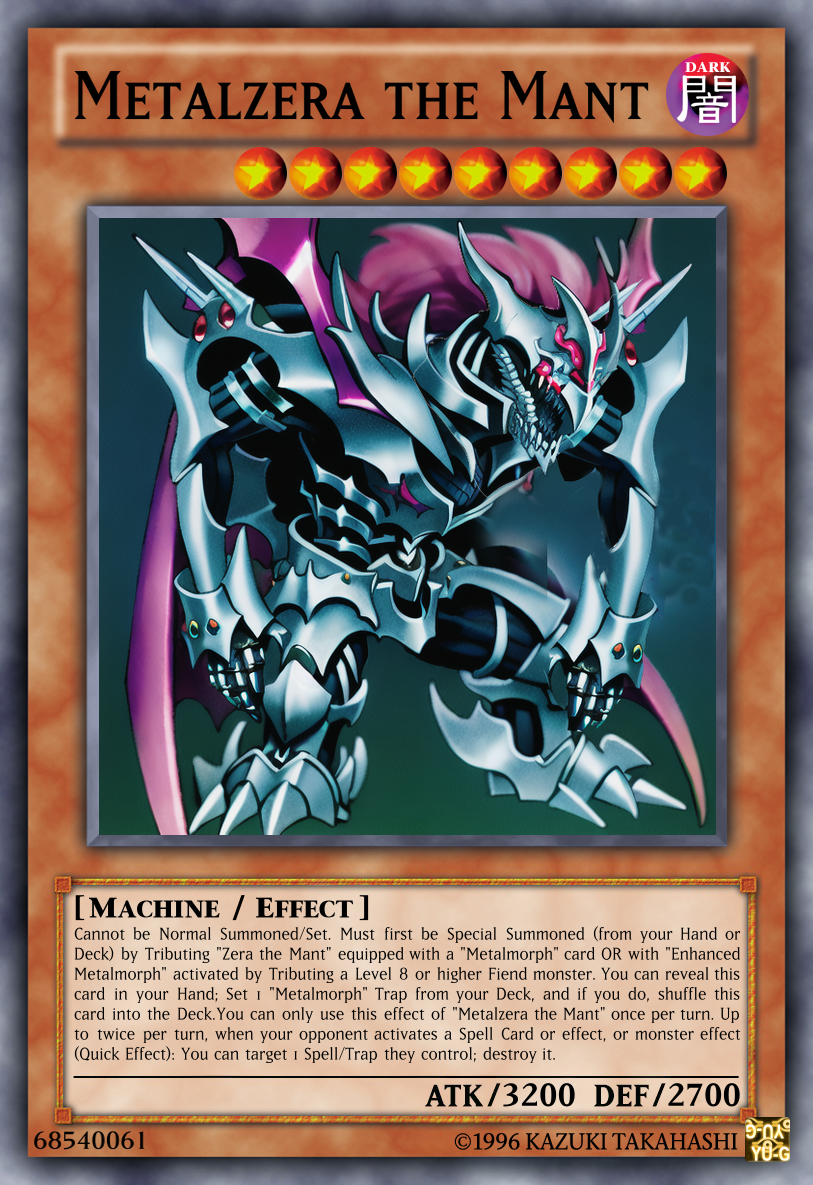 Metalzera the Mant
DARK
闇
[ Machine / Effect ]
Cannot be Normal Summoned/Set. Must first be Special Summoned (from your Hand or
Deck) by Tributing "Zera the Mant" equipped with a "Metalmorph" card OR with "Enhanced
Metalmorph" activated by Tributing a Level 8 or higher Fiend monster. You can reveal this
card in your Hand; Set 1 "Metalmorph" Trap from your Deck, and if you do, shuffle this
card into the Deck.You can only use this effect of "Metalzera the Mant" once per turn. Up
to twice per turn, when your opponent activates a Spell Card or effect, or monster effect
(Quick Effect): You can target 1 Spell/Trap they control; destroy it.
ATK/3200 DEF/2700
68540061
©1996 KAZUKI TAKAHASHI